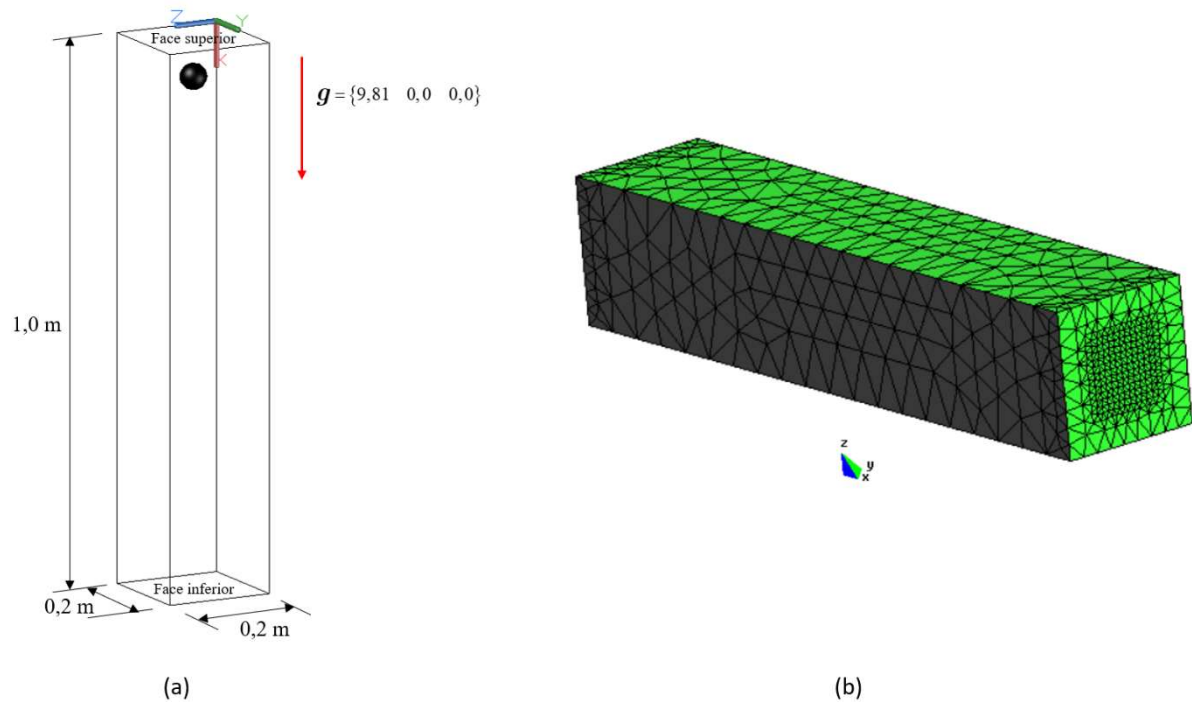 Z Y
Face superior
X
g = {9,81 0,0 0,0}
1,0 m
Face inferior
0,2 m
0,2 m
z
y
x
(a)
(b)